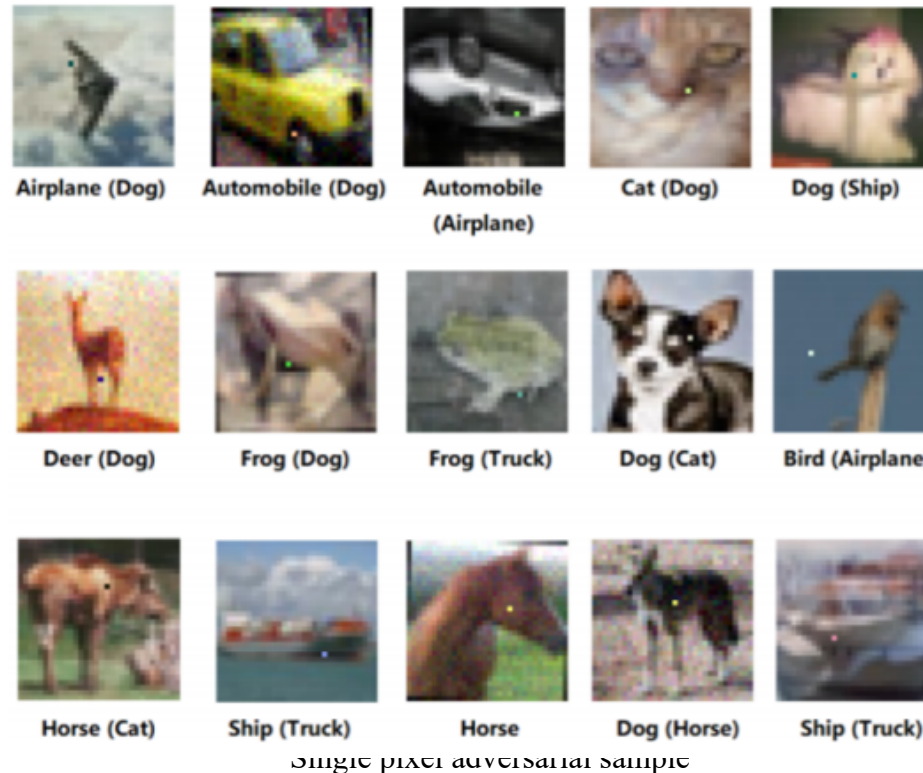 Airplane (Dog)
Automobile (Dog)
Automobile
(Airplane)
Cat (Dog)
Dog (Ship)
Deer (Dog)
Frog (Dog)
Frog (Truck)
Dog (Cat)
Bird (Airplane
Horse (Cat)
Ship (Truck)
Horse
Dog (Horse)
Ship (Truck)
Single pixel adversarial sample